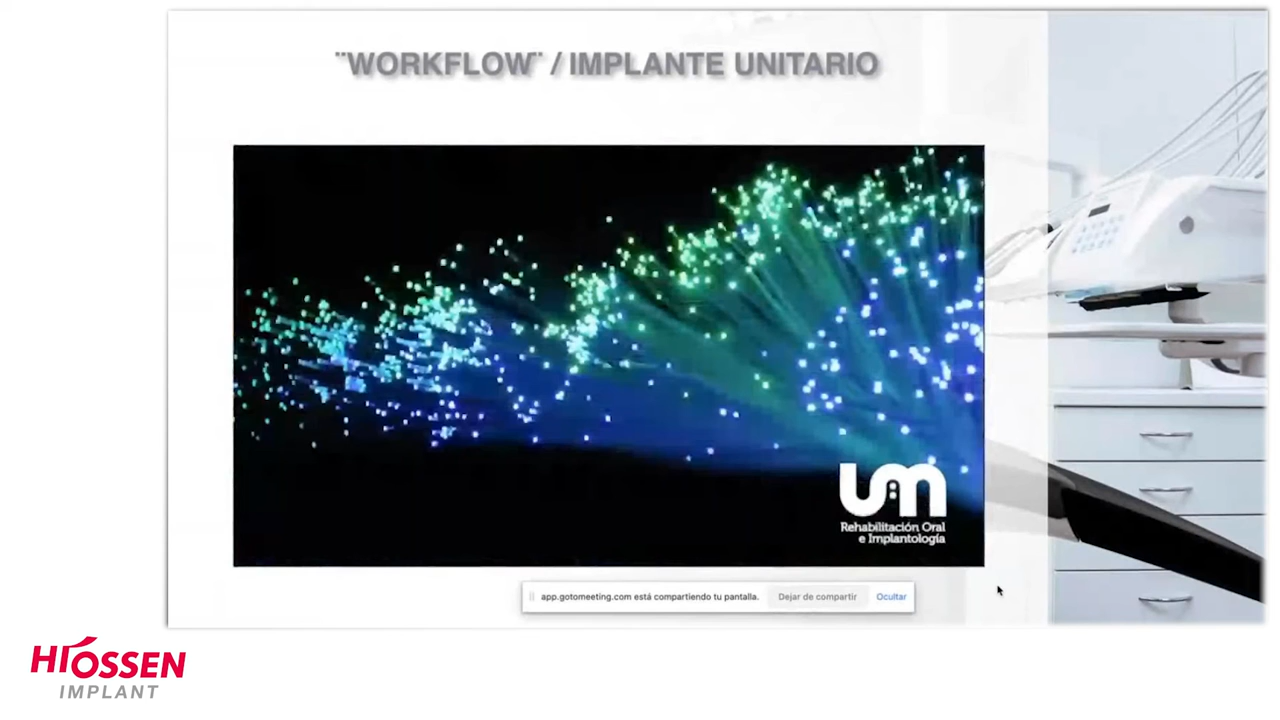 ¨WORKFLOW¨ / IMPLANTE UNITARIO
um
Rehabilitación Oral
e Implantología
app.gotomeeting.com está compartiendo tu pantalla.
Dejar de compartir
Ocultar
HIOSSEN
IMPLANT